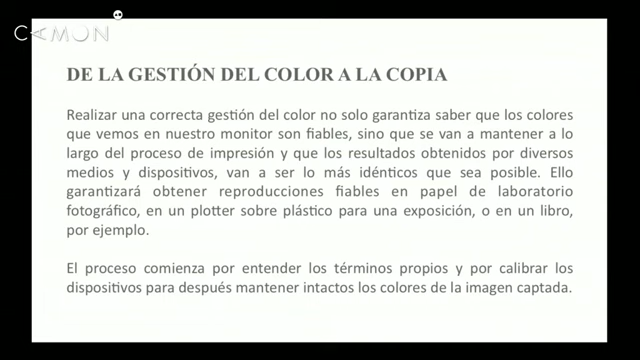 CAMON
DE LA GESTIÓN DEL COLOR A LA COPIA
Realizar una correcta gestión del color no solo garantiza saber que los colores
que vemos en nuestro monitor son fiables, sino que se van a mantener a lo
largo del proceso de impresión y que los resultados obtenidos por diversos
medios y dispositivos, van a ser lo más idénticos que sea posible. Ello
garantizará obtener reproducciones fiables en papel de laboratorio
fotográfico, en un plotter sobre plástico para una exposición, o en un libro,
por ejemplo.
El proceso comienza por entender los términos propios y por calibrar los
dispositivos para después mantener intactos los colores de la imagen captada.